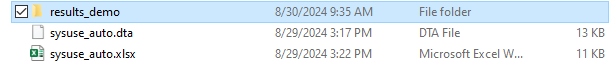 results_demo 8/30/2024 9:35 AM File folder
sysuse_auto.dta 8/29/2024 3:17 PM DTA File 13 KB
sysuse_auto.xlsx 8/29/2024 3:22 PM Microsoft Excel W... 11 KB